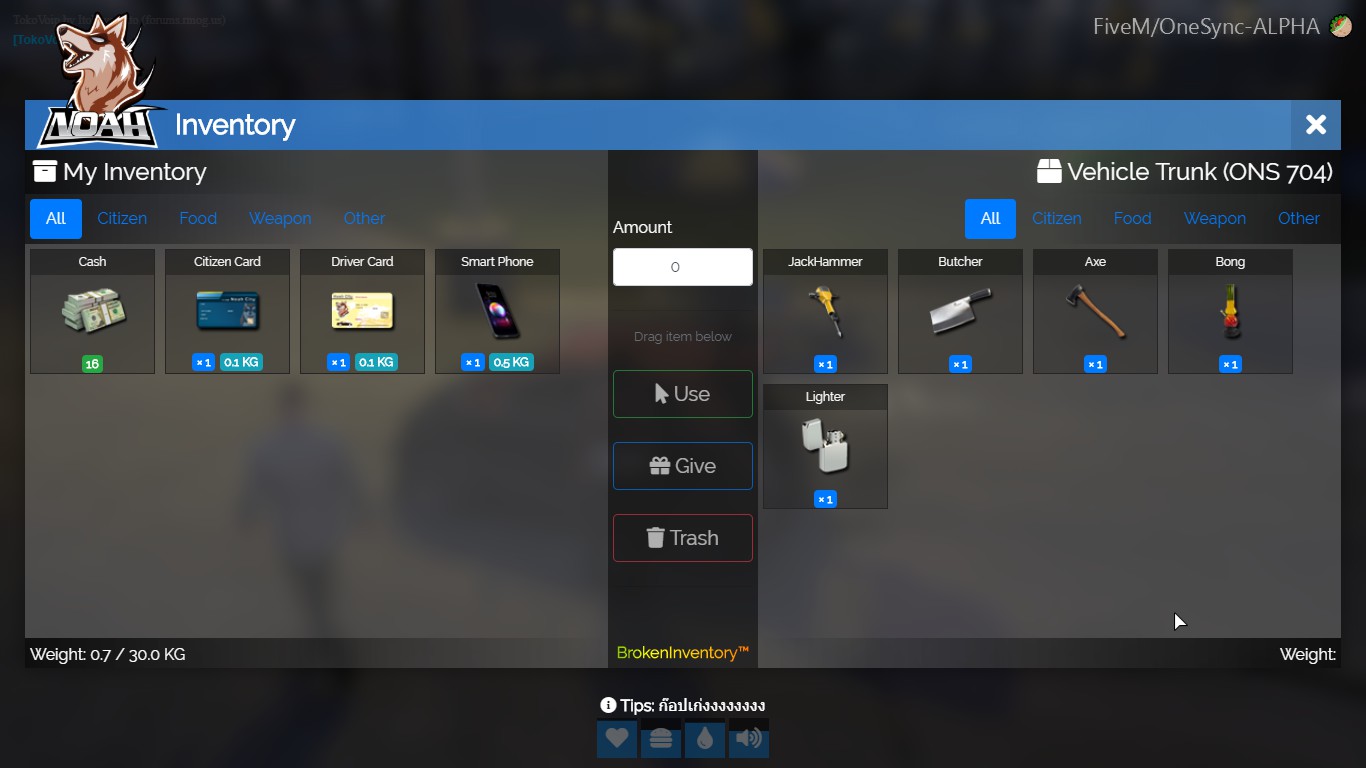 FiveM/OneSync-ALPHA
NOAH
Inventory
My Inventory
Vehicle Trunk (ONS 704)
All Citizen Food Weapon Other
All Citizen Food Weapon Other
Amount
0
Drag item below
Use
Give
Trash
BrokenInventory™
Cash
16
Citizen Card
×1 0.1 KG
Driver Card
×1 0.1 KG
Smart Phone
×1 0.5 KG
JackHammer
×1
Butcher
×1
Axe
×1
Bong
×1
Lighter
×1
Weight: 0.7 / 30.0 KG
Weight:
Tips: ก๊อปเก่งงงงงงงงง